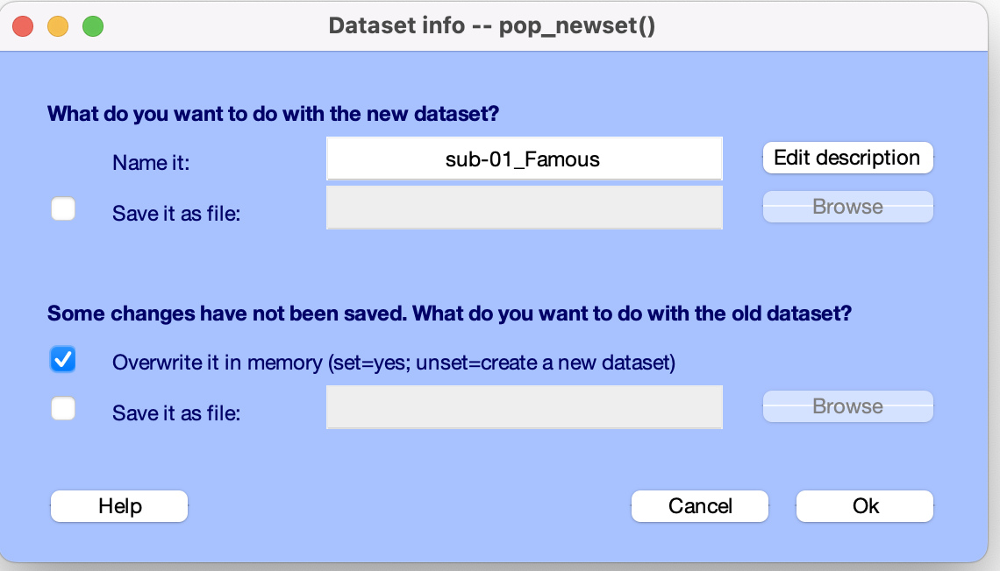 Dataset info -- pop_newset()
What do you want to do with the new dataset?
Name it: sub-01_Famous Edit description
Save it as file: Browse
Some changes have not been saved. What do you want to do with the old dataset?
Overwrite it in memory (set=yes; unset=create a new dataset)
Save it as file: Browse
Help Cancel Ok